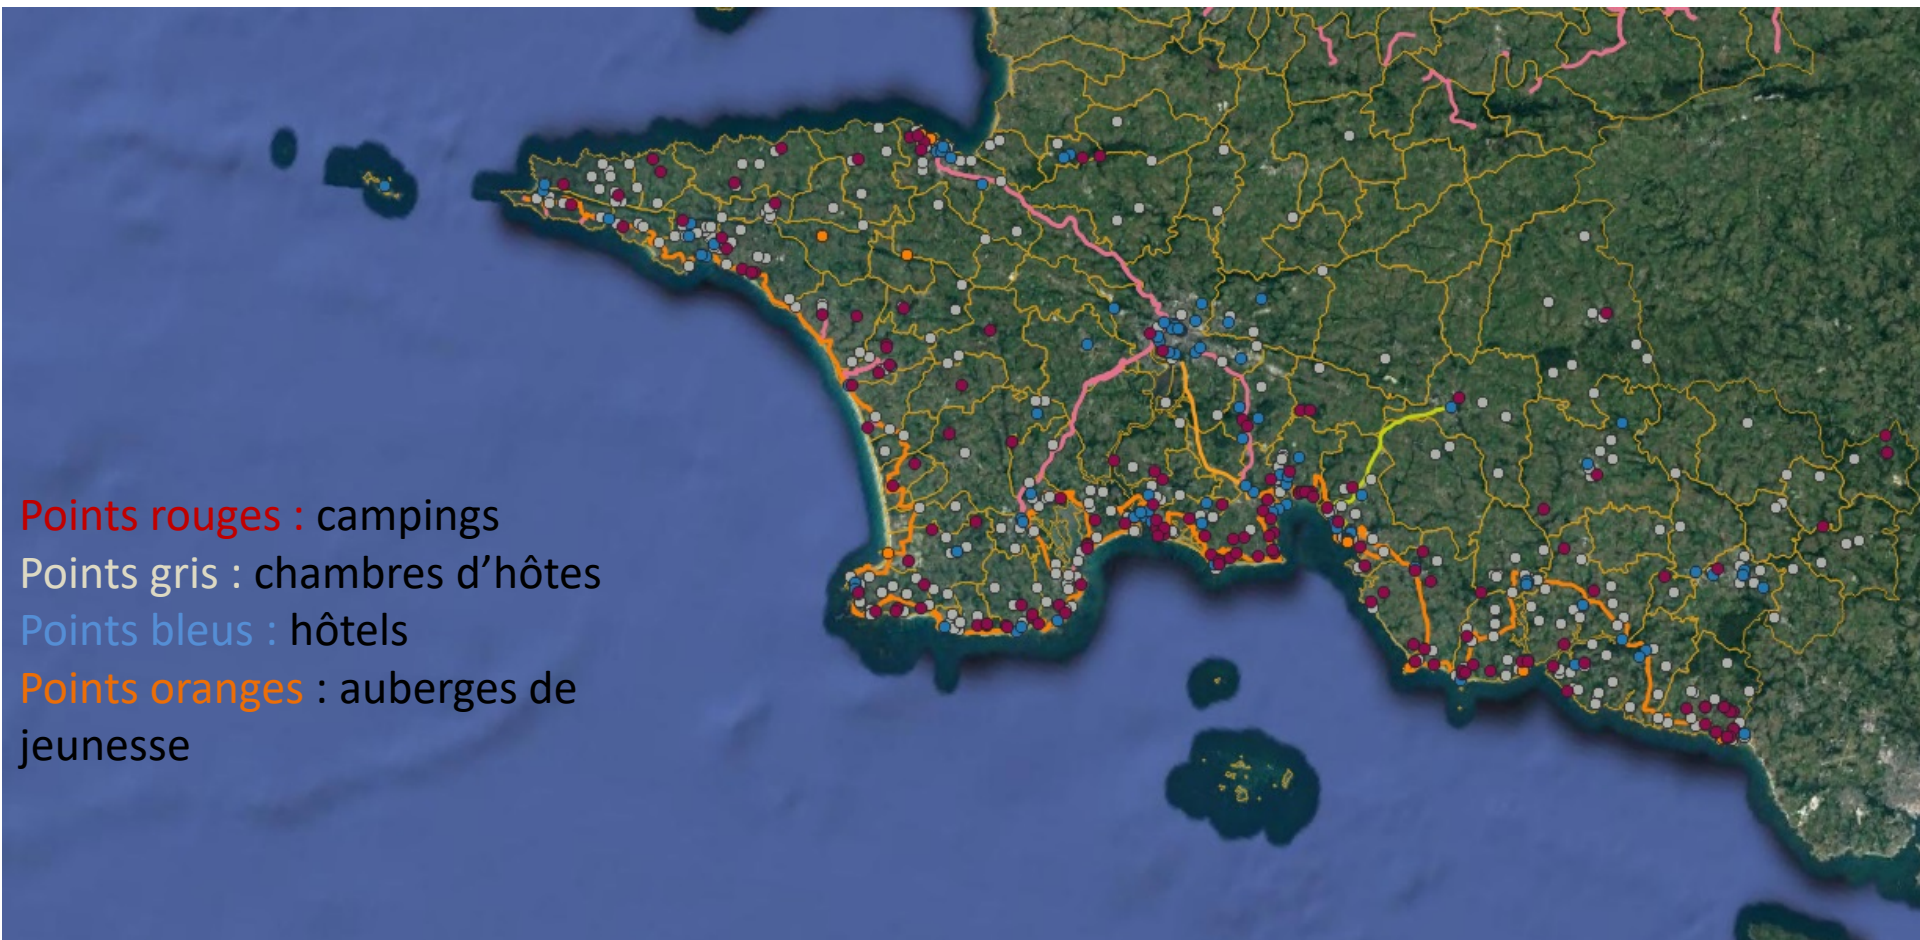 Points rouges : campings
Points gris : chambres d’hôtes
Points bleus : hôtels
Points oranges : auberges de
jeunesse